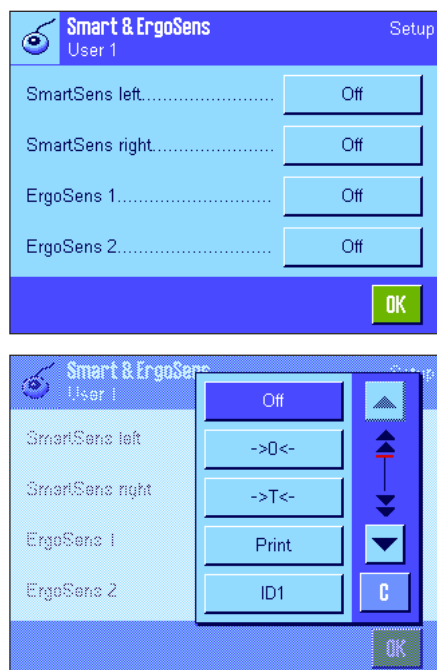 Smart & ErgoSens
Setup
User 1
SmartSens left........................ Off
SmartSens right...................... Off
ErgoSens 1............................ Off
ErgoSens 2............................ Off
OK
Smart & ErgoSens
Setup
User 1
SmartSens left
SmartSens right
ErgoSens 1
ErgoSens 2
Off
->0<-
->T<-
Print
ID1
C
OK